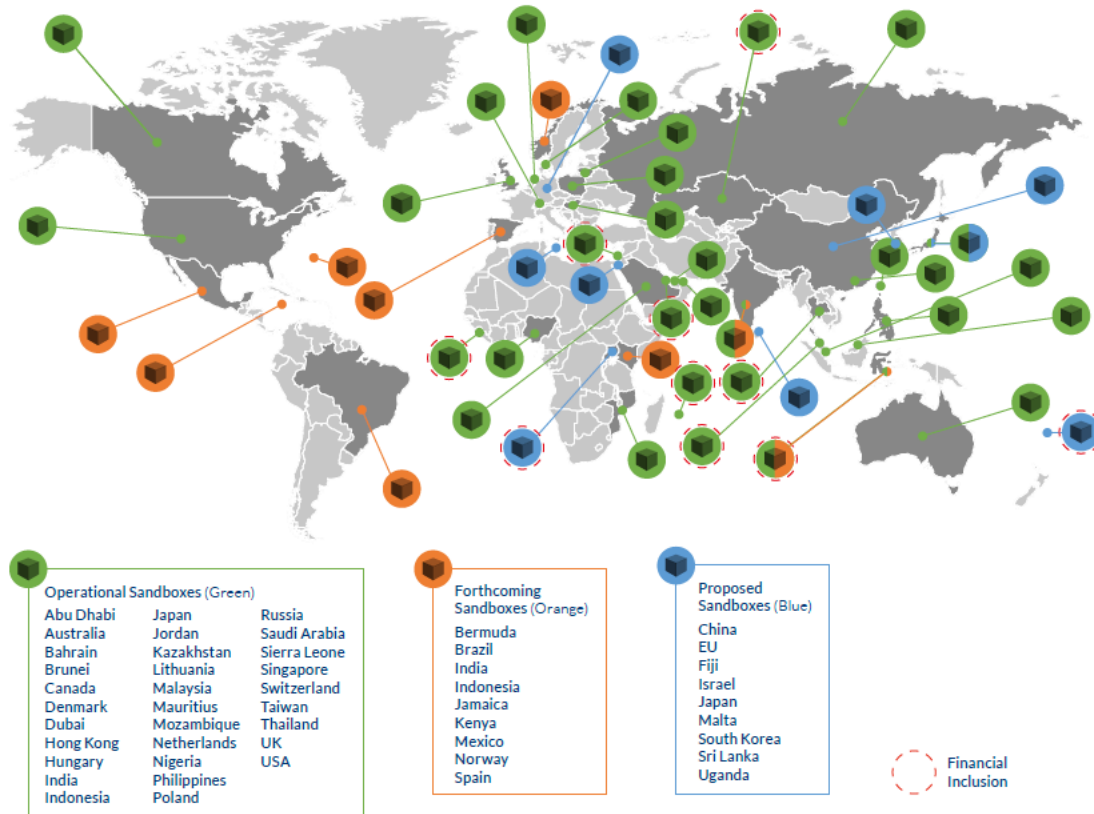 Operational Sandboxes (Green)
Abu Dhabi
Australia
Bahrain
Brunei
Canada
Denmark
Dubai
Hong Kong
Hungary
India
Indonesia
Japan
Jordan
Kazakhstan
Lithuania
Malaysia
Mauritius
Mozambique
Netherlands
Nigeria
Philippines
Poland
Russia
Saudi Arabia
Sierra Leone
Singapore
Switzerland
Taiwan
Thailand
UK
USA
Forthcoming
Sandboxes (Orange)
Bermuda
Brazil
India
Indonesia
Jamaica
Kenya
Mexico
Norway
Spain
Proposed
Sandboxes (Blue)
China
EU
Fiji
Israel
Japan
Malta
South Korea
Sri Lanka
Uganda
Financial
Inclusion